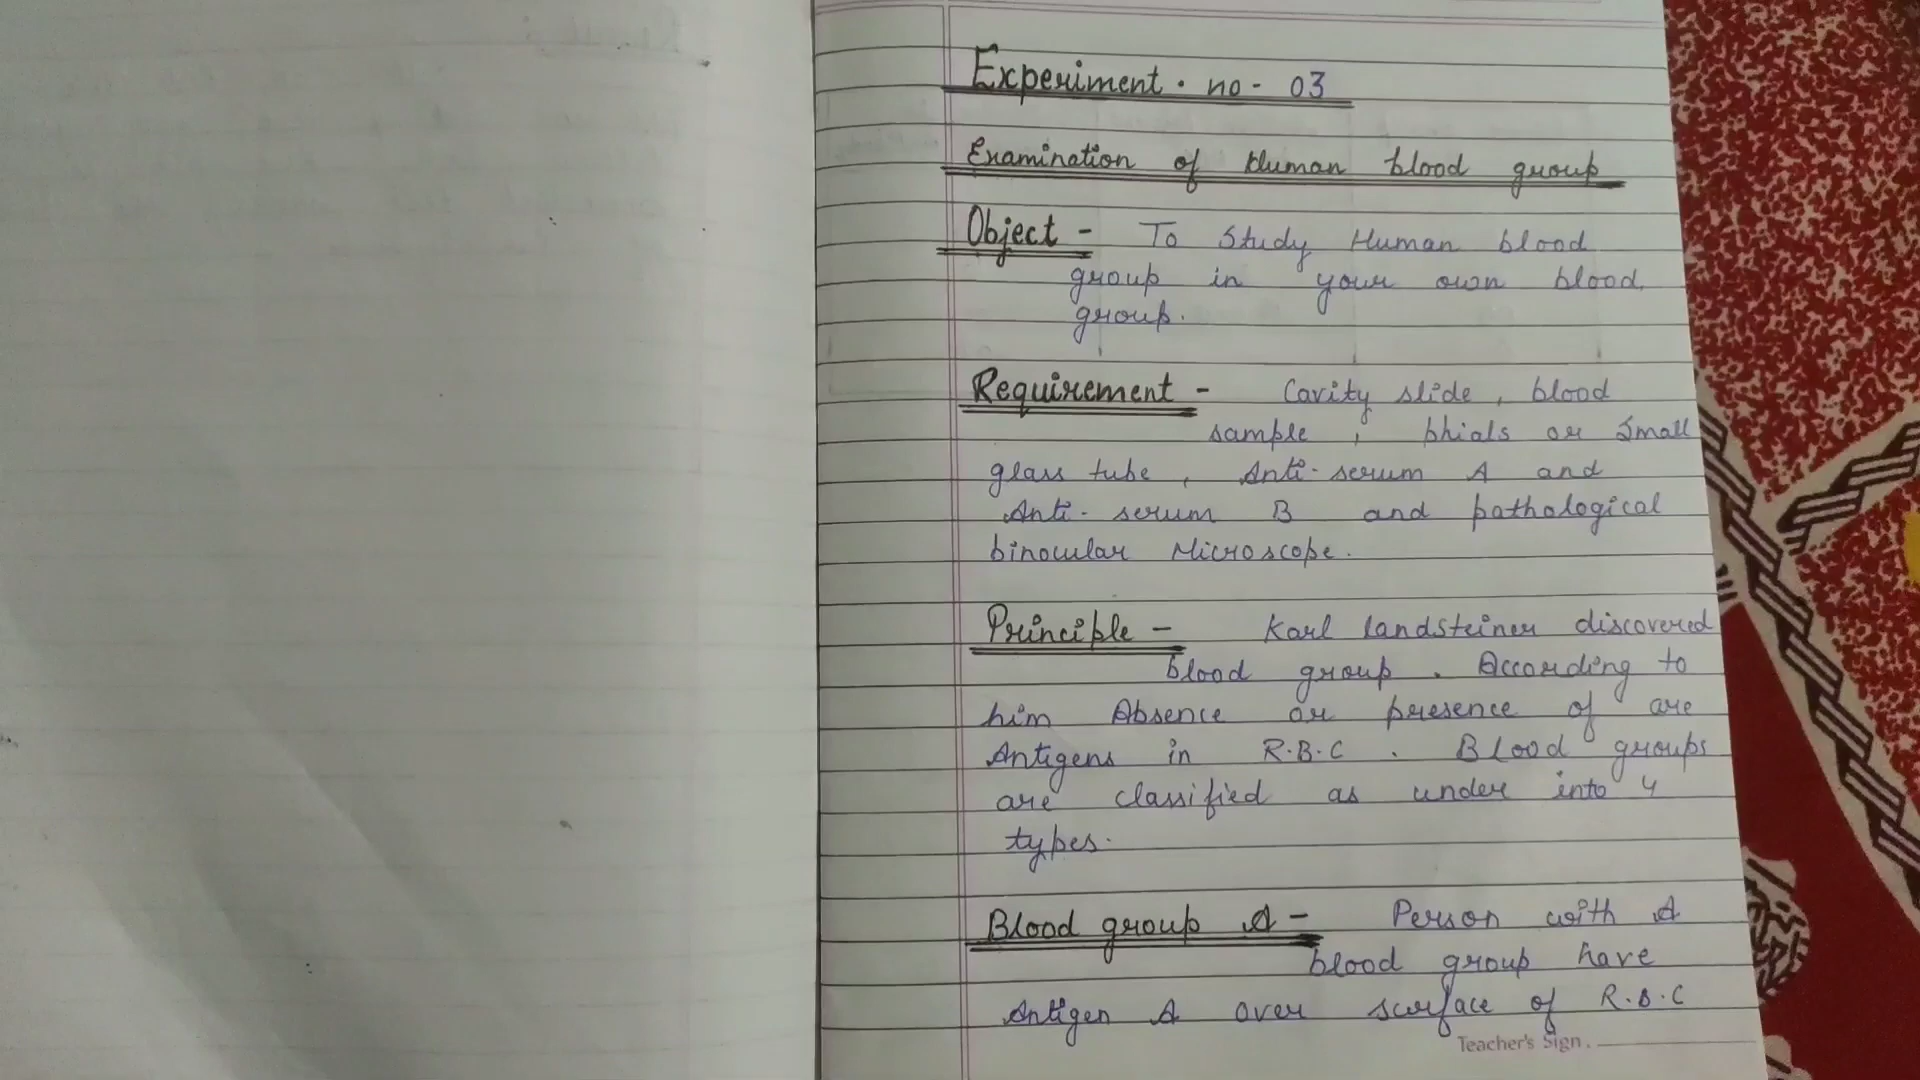 Experiment. no- 03
Examination of Human blood group
Object - To Study Human blood
group in your own blood
group.
Requirement - Cavity slide, blood
sample, phials or Small
glass tube, Anti-serum A and
Anti-serum B and pathological
binocular Microscope.
Principle - Karl landsteiner discovered
blood group. According to
him Absence or presence of are
Antigens in R.B.C. Blood groups
are classified as under into 4
types.
Blood group A - Person with A
blood group have
Antigen A over surface of R.B.C
Teacher's Sign.